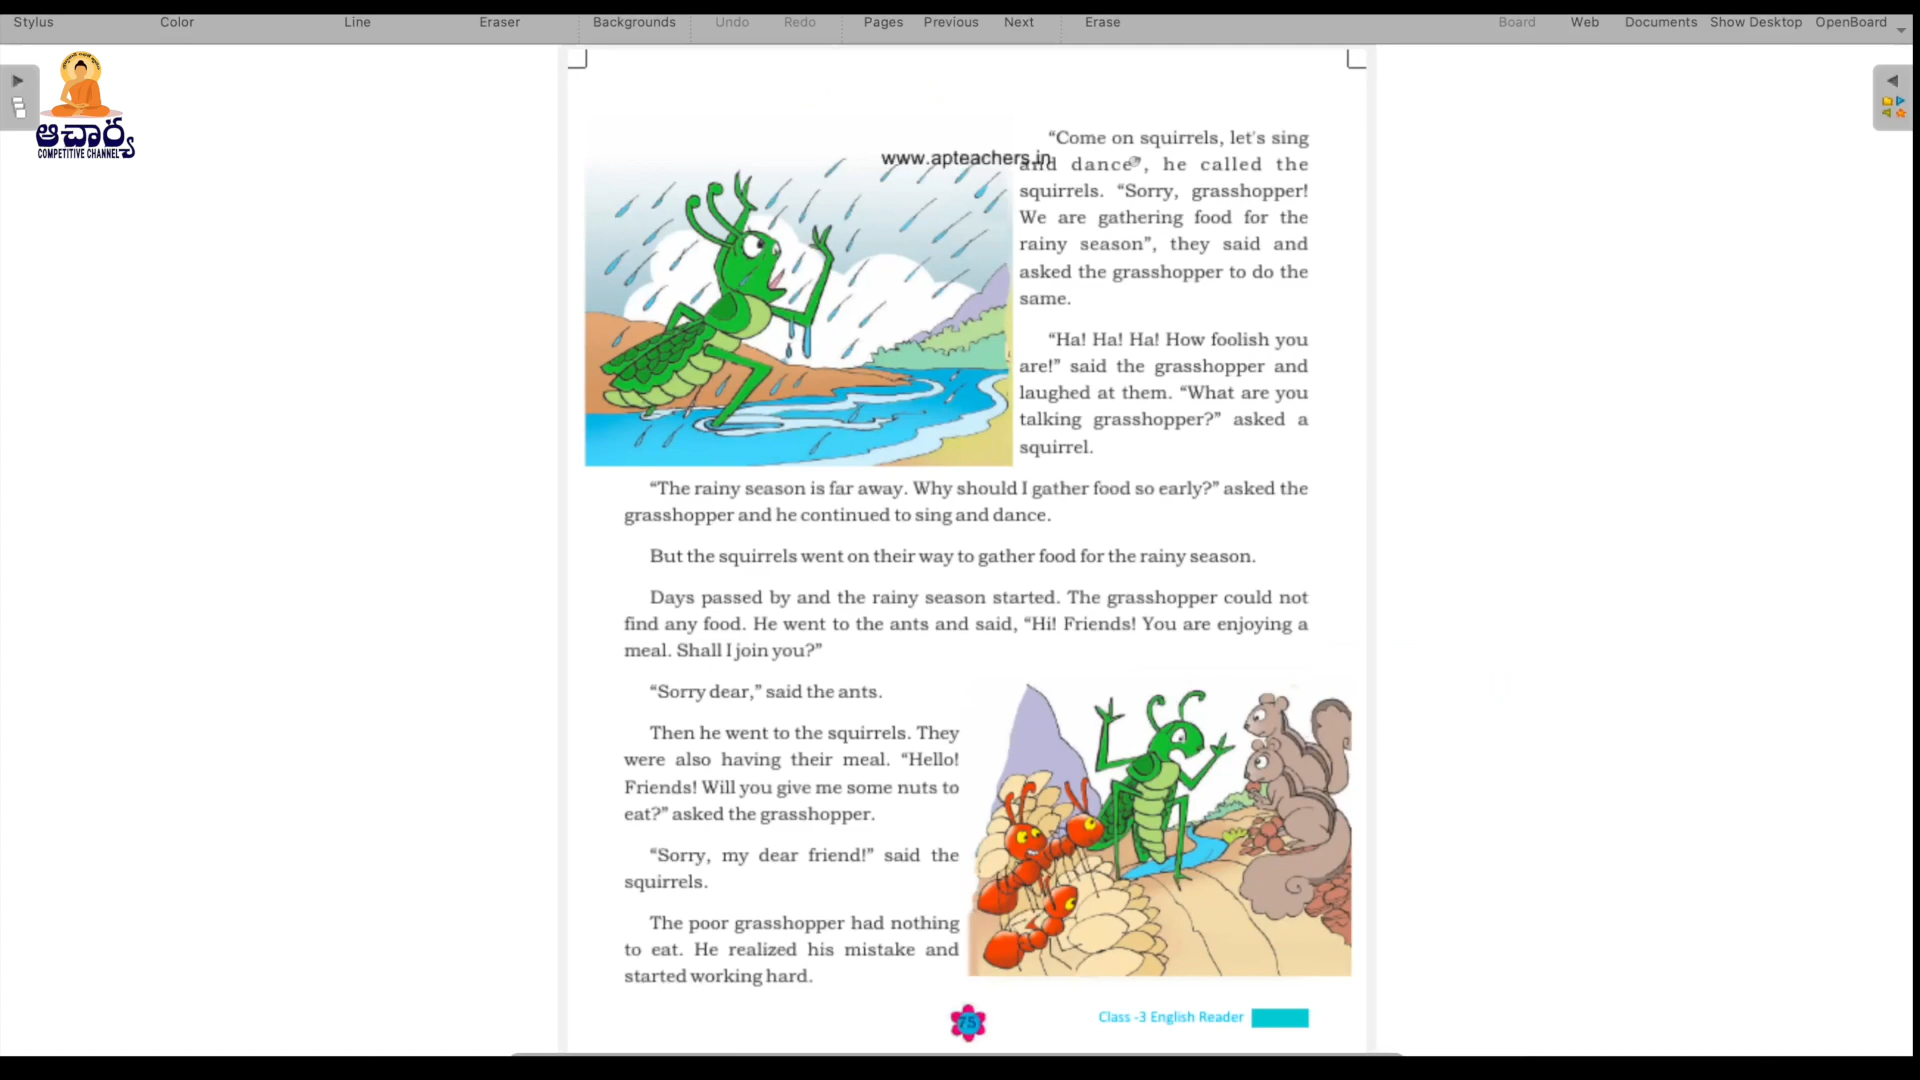 Stylus Color Line Eraser Backgrounds Undo Redo Pages Previous Next Erase Board Web Documents Show Desktop OpenBoard
ఆచార్య
COMPETITIVE CHANNEL
www.apteachers.in
“Come on squirrels, let's sing
and dance”, he called the
squirrels. “Sorry, grasshopper!
We are gathering food for the
rainy season”, they said and
asked the grasshopper to do the
same.
“Ha! Ha! Ha! How foolish you
are!” said the grasshopper and
laughed at them. “What are you
talking grasshopper?” asked a
squirrel.
“The rainy season is far away. Why should I gather food so early?” asked the
grasshopper and he continued to sing and dance.
But the squirrels went on their way to gather food for the rainy season.
Days passed by and the rainy season started. The grasshopper could not
find any food. He went to the ants and said, “Hi! Friends! You are enjoying a
meal. Shall I join you?”
“Sorry dear,” said the ants.
Then he went to the squirrels. They
were also having their meal. “Hello!
Friends! Will you give me some nuts to
eat?” asked the grasshopper.
“Sorry, my dear friend!” said the
squirrels.
The poor grasshopper had nothing
to eat. He realized his mistake and
started working hard.
75
Class -3 English Reader